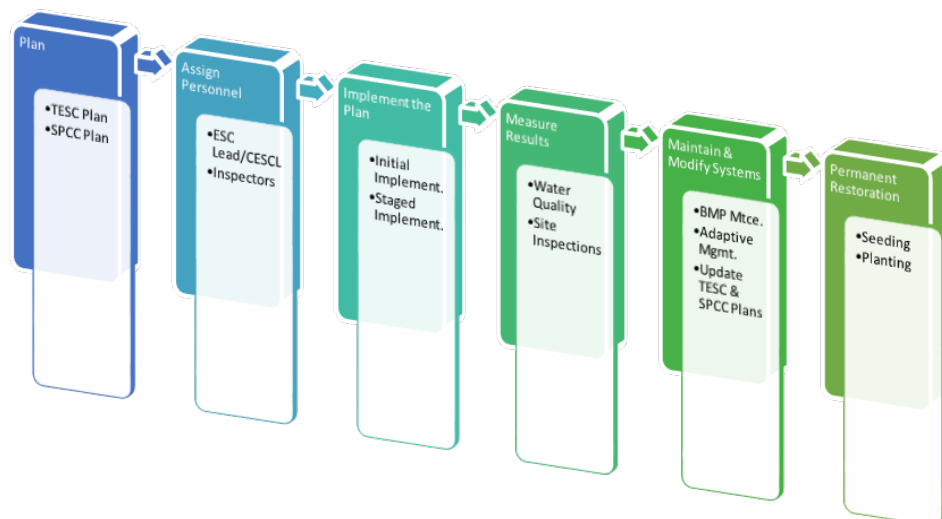 Plan
•TESC Plan
•SPCC Plan
Assign
Personnel
•ESC
Lead/CESCL
•Inspectors
Implement the
Plan
•Initial
Implement.
•Staged
Implement.
Measure
Results
•Water
Quality
•Site
Inspections
Maintain &
Modify Systems
•BMP Mtce.
•Adaptive
Mgmt.
•Update
TESC &
SPCC Plans
Permanent
Restoration
•Seeding
•Planting